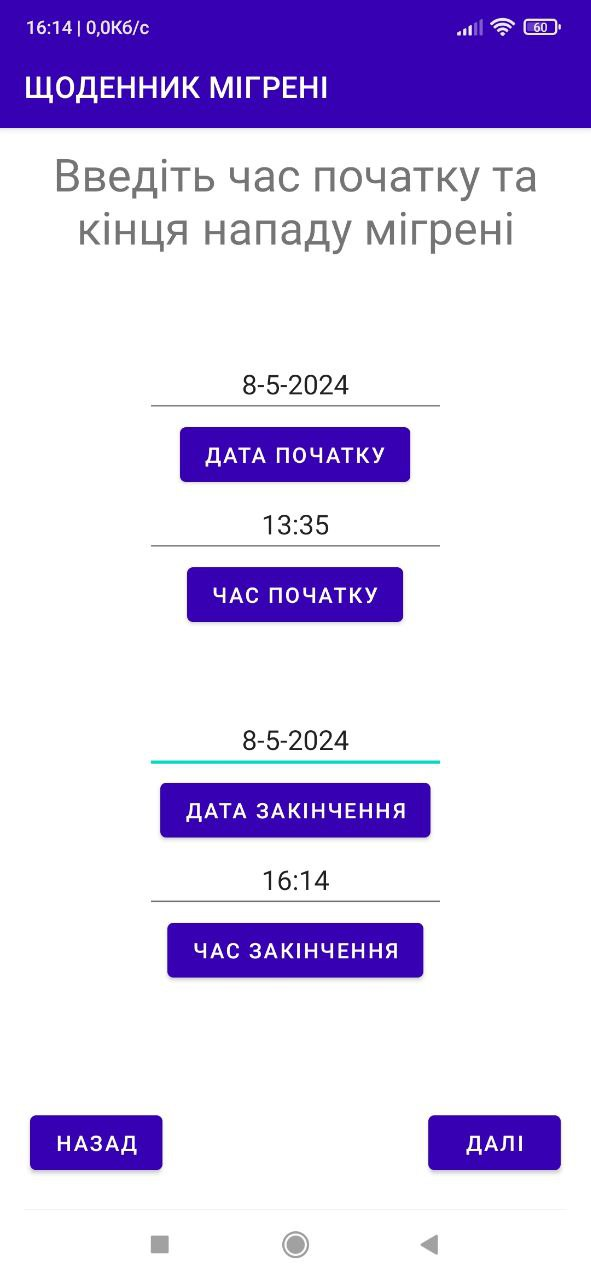 16:14 | 0,0Кб/с 60
ЩОДЕННИК МІГРЕНІ
Введіть час початку та
кінця нападу мігрені
8-5-2024
ДАТА ПОЧАТКУ
13:35
ЧАС ПОЧАТКУ
8-5-2024
ДАТА ЗАКІНЧЕННЯ
16:14
ЧАС ЗАКІНЧЕННЯ
НАЗАД ДАЛІ